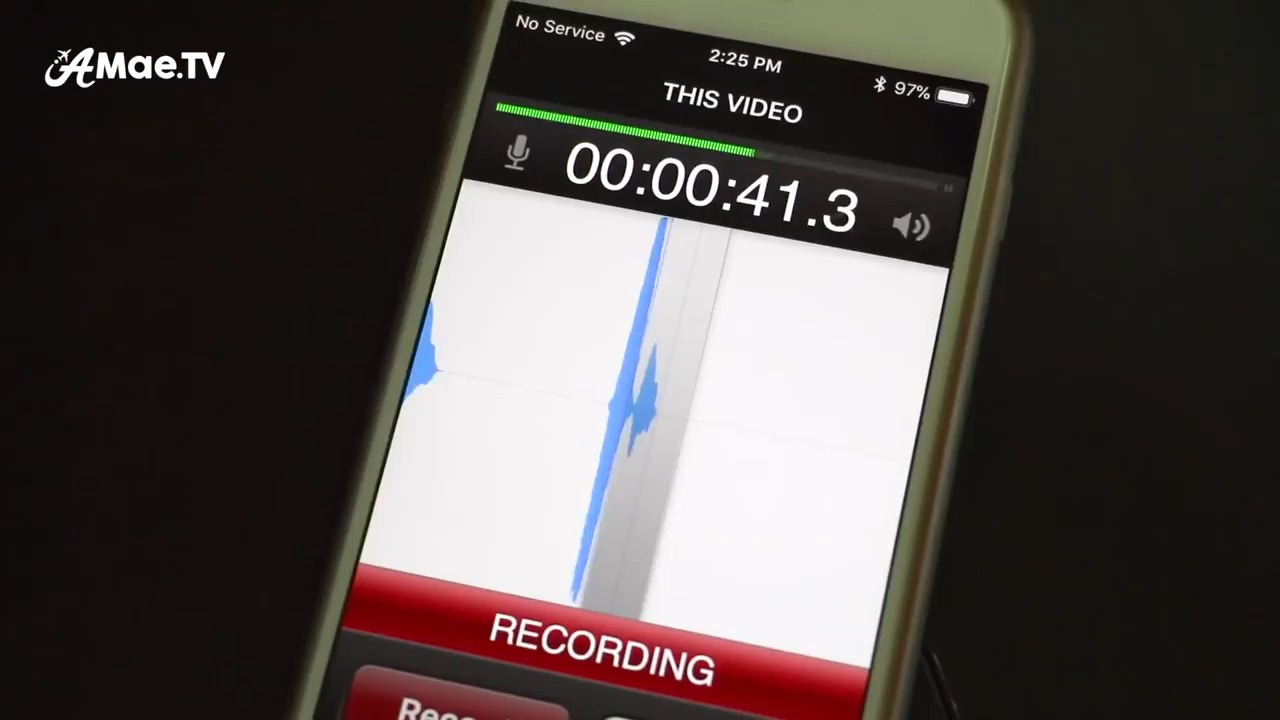 AMae.TV
No Service
2:25 PM
97%
THIS VIDEO
00:00:41.3
RECORDING